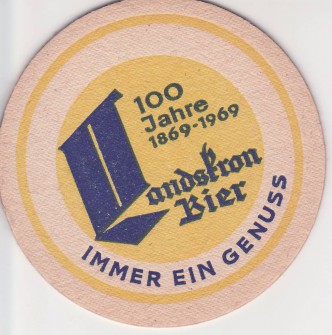 100
Jahre
1869-1969
Landskron
Bier
IMMER EIN GENUSS